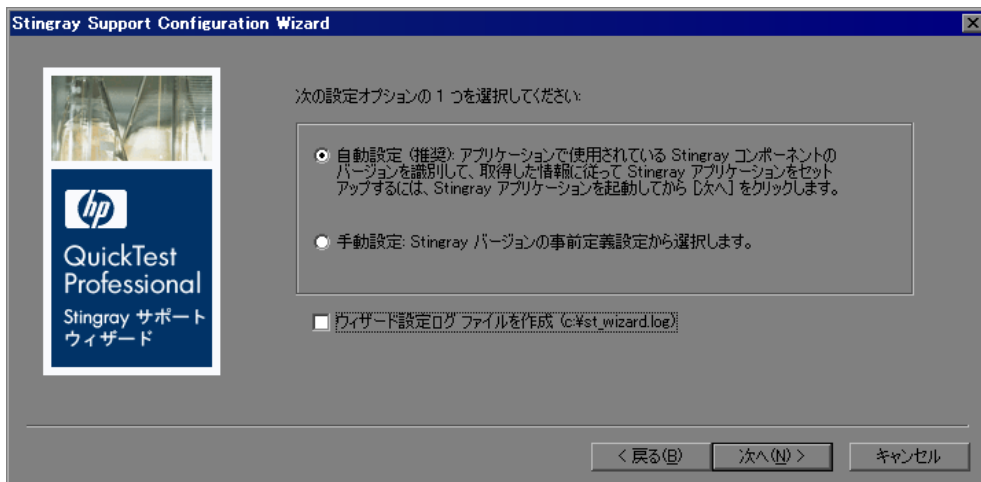 Stingray Support Configuration Wizard
hp
QuickTest
Professional
Stingray サポート
ウィザード
次の設定オプションの 1 つを選択してください:
自動設定 (推奨): アプリケーションで使用されている Stingray コンポーネントの
バージョンを識別して、取得した情報に従って Stingray アプリケーションをセット
アップするには、Stingray アプリケーションを起動してから [次へ] をクリックします。
手動設定: Stingray バージョンの事前定義設定から選択します。
ウィザード設定ログ ファイルを作成 (c:¥st_wizard.log)
< 戻る(B)
次へ(N) >
キャンセル